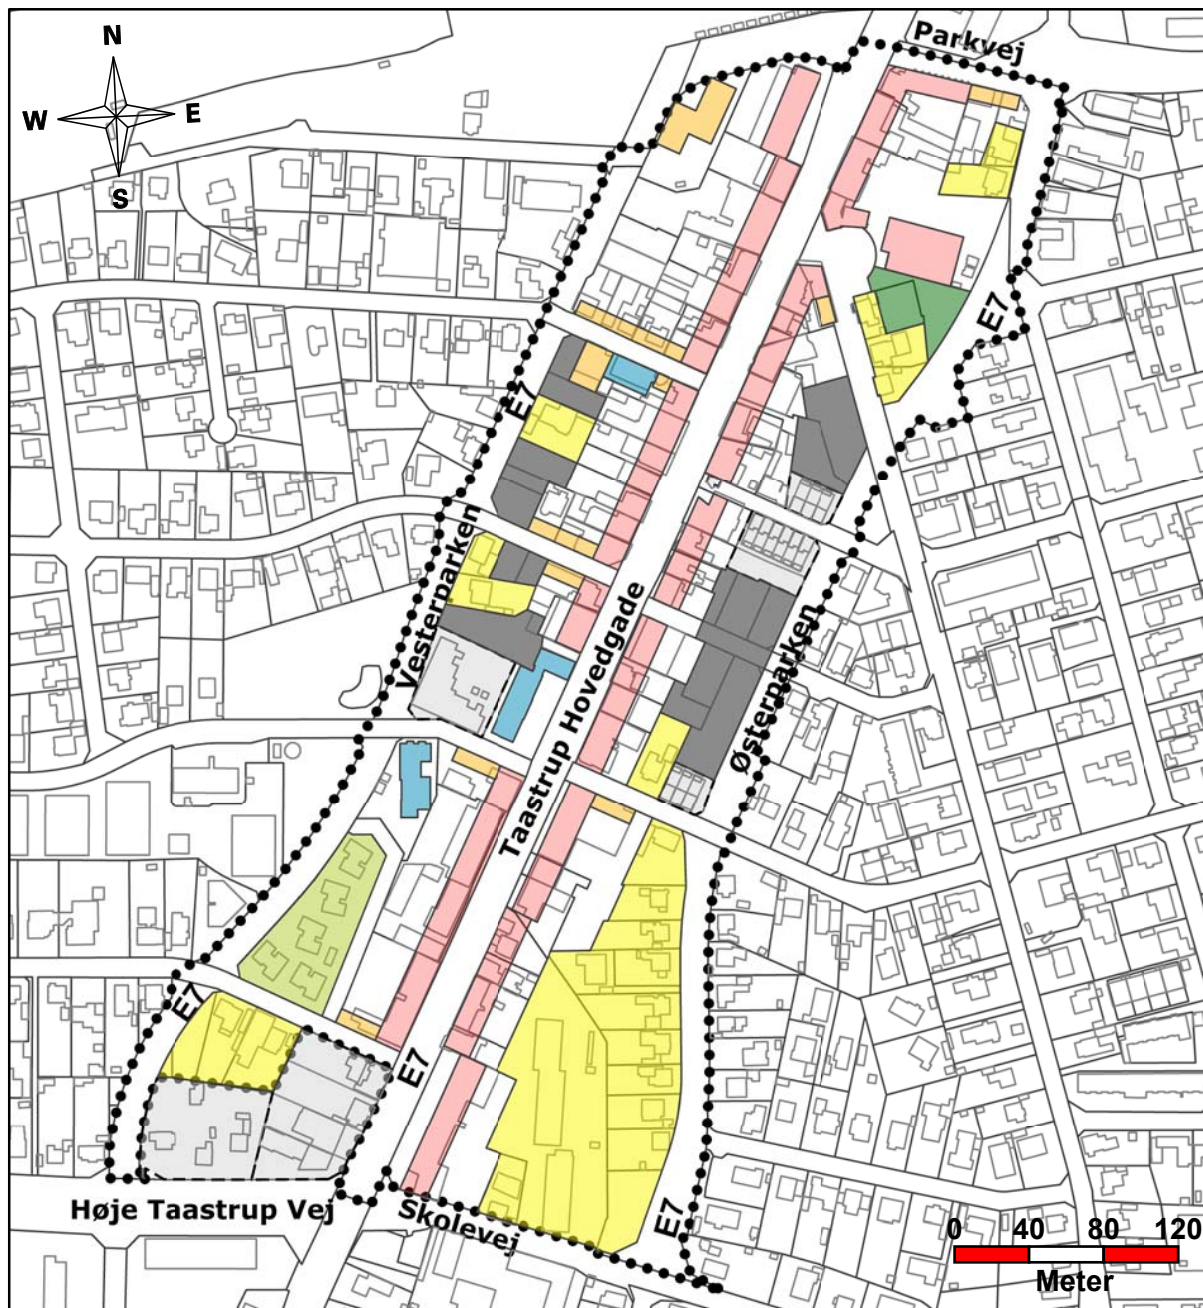 Parkvej
N
W
E
S
E7
E7
Vesterparken
Taastrup Hovedgade
Østerparken
E7
E7
Høje Taastrup Vej
Skolevej
E7
0 40 80 120
Meter